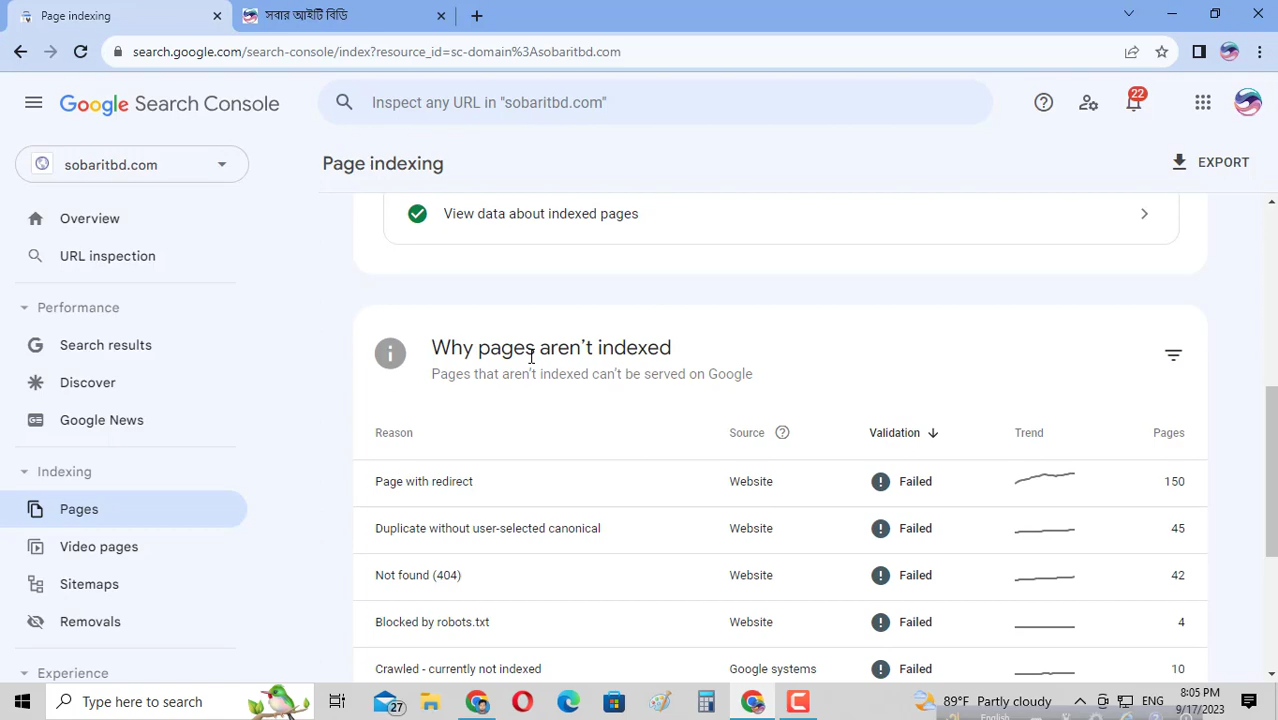 Page indexing
সবার আইটি বিডি
search.google.com/search-console/index?resource_id=sc-domain%3Asobaritbd.com
Google Search Console
Inspect any URL in "sobaritbd.com"
22
sobaritbd.com
Page indexing
EXPORT
View data about indexed pages
Overview
URL inspection
Performance
Search results
Discover
Google News
Indexing
Pages
Video pages
Sitemaps
Removals
Experience
Why pages aren't indexed
Pages that aren't indexed can't be served on Google
Reason Source Validation Trend Pages
Page with redirect Website Failed 150
Duplicate without user-selected canonical Website Failed 45
Not found (404) Website Failed 42
Blocked by robots.txt Website Failed 4
Crawled - currently not indexed Google systems Failed 10
Type here to search
27
89°F Partly cloudy
ENG
8:05 PM
9/17/2023
English